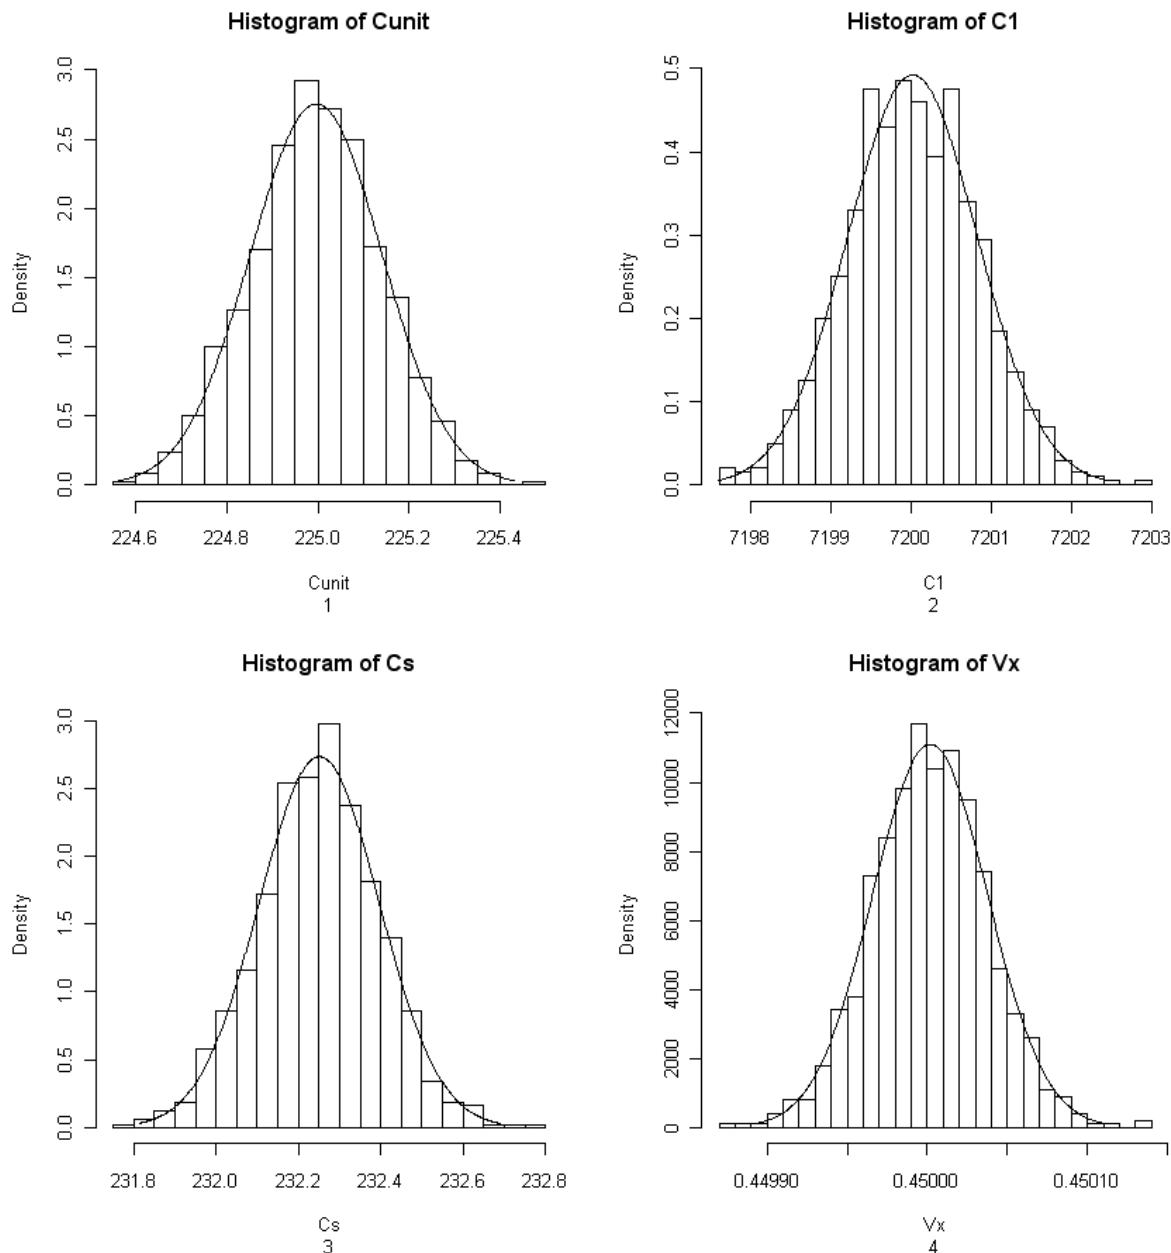 Histogram of Cunit
Density
0.0 0.5 1.0 1.5 2.0 2.5 3.0
224.6 224.8 225.0 225.2 225.4
Cunit
1
Histogram of C1
Density
0.0 0.1 0.2 0.3 0.4 0.5
7198 7199 7200 7201 7202 7203
C1
2
Histogram of Cs
Density
0.0 0.5 1.0 1.5 2.0 2.5 3.0
231.8 232.0 232.2 232.4 232.6 232.8
Cs
3
Histogram of Vx
Density
0 2000 4000 6000 8000 10000 12000
0.44990 0.45000 0.45010
Vx
4